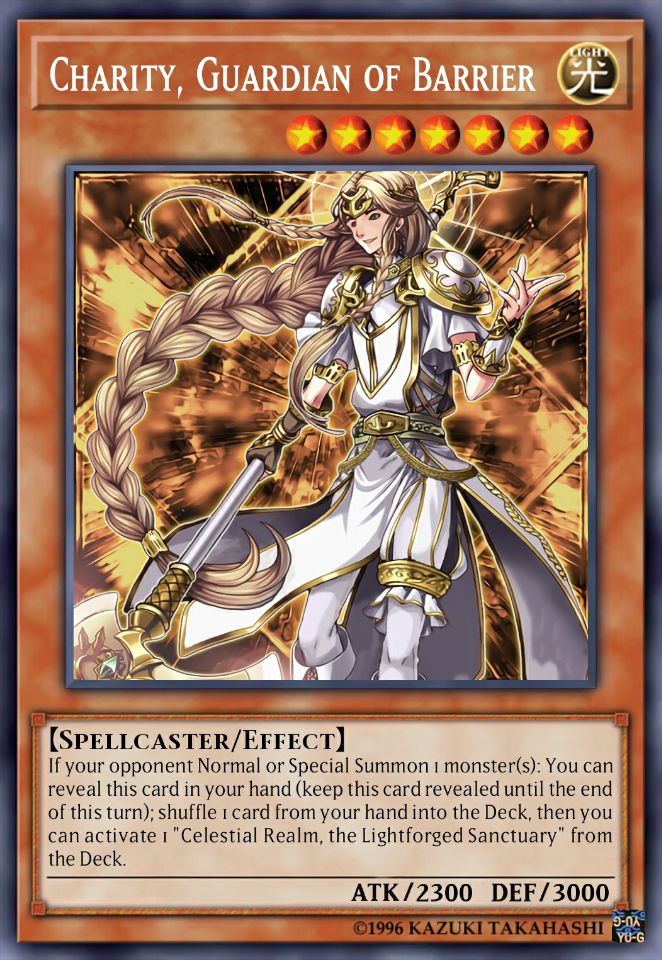 Charity, Guardian of Barrier
LIGHT
光
【Spellcaster/Effect】
If your opponent Normal or Special Summon 1 monster(s): You can
reveal this card in your hand (keep this card revealed until the end
of this turn); shuffle 1 card from your hand into the Deck, then you
can activate 1 "Celestial Realm, the Lightforged Sanctuary" from
the Deck.
ATK/2300 DEF/3000
©1996 KAZUKI TAKAHASHI